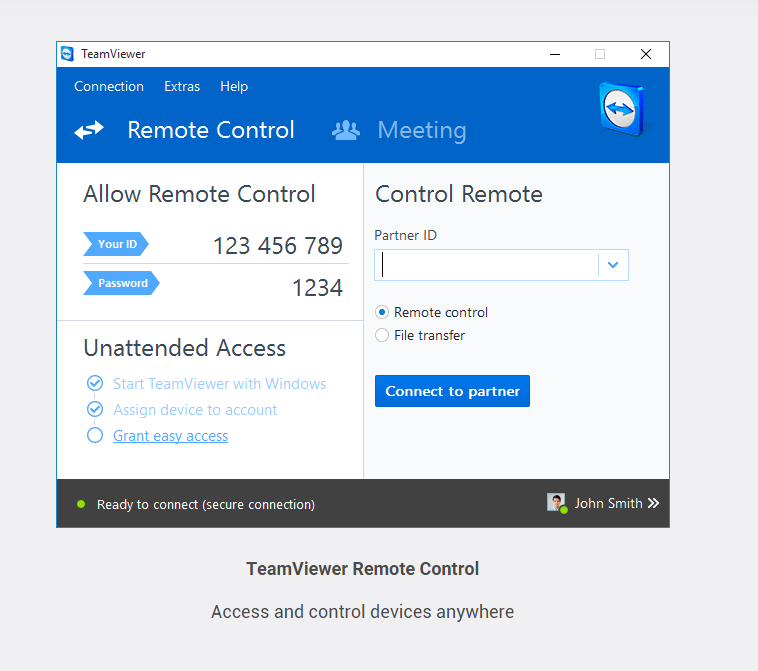 TeamViewer
Connection Extras Help
Remote Control Meeting
Allow Remote Control
Your ID 123 456 789
Password 1234
Unattended Access
Start TeamViewer with Windows
Assign device to account
Grant easy access
Control Remote
Partner ID
Remote control
File transfer
Connect to partner
Ready to connect (secure connection)
John Smith
TeamViewer Remote Control
Access and control devices anywhere